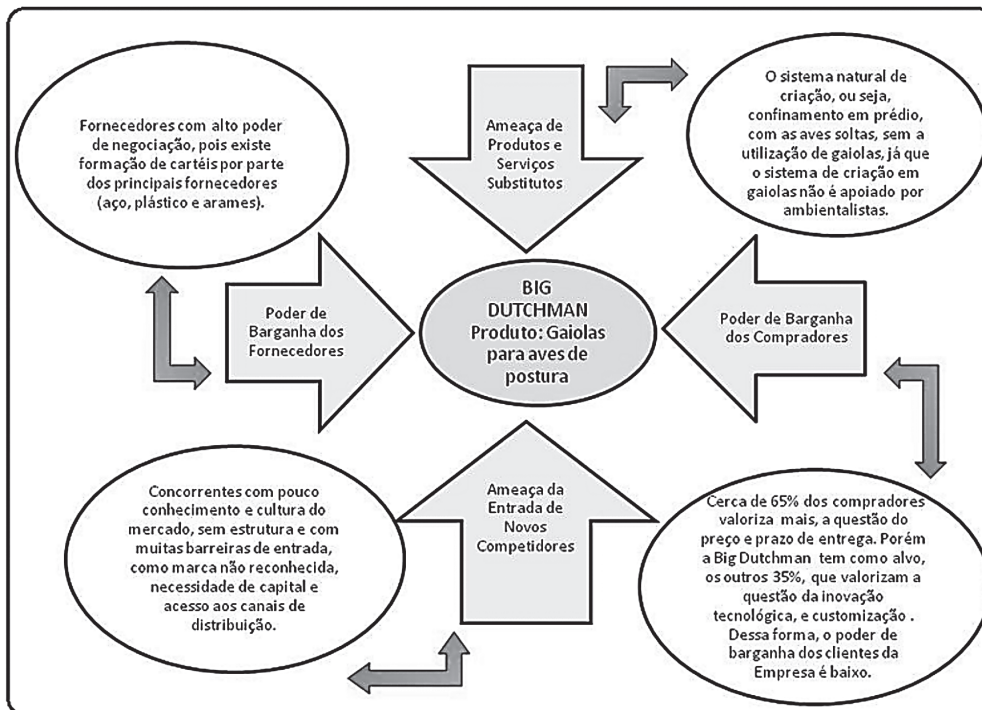 Fornecedores com alto poder
de negociação, pois existe
formação de cartéis por parte
dos principais fornecedores
(aço, plástico e arames).
Ameaça de
Produtos e
Serviços
Substitutos
O sistema natural de
criação, ou seja,
confinamento em prédio,
com as aves soltas, sem a
utilização de gaiolas, já que
o sistema de criação em
gaiolas não é apoiado por
ambientalistas.
Poder de
Barganha dos
Fornecedores
BIG
DUTCHMAN
Produto: Gaiolas
para aves de
postura
Poder de Barganha
dos Compradores
Concorrentes com pouco
conhecimento e cultura do
mercado, sem estrutura e com
muitas barreiras de entrada,
como marca não reconhecida,
necessidade de capital e
acesso aos canais de
distribuição.
Ameaça da
Entrada de
Novos
Competidores
Cerca de 65% dos compradores
valoriza mais, a questão do
preço e prazo de entrega. Porém
a Big Dutchman tem como alvo,
os outros 35%, que valorizam a
questão da inovação
tecnológica, e customização .
Dessa forma, o poder de
barganha dos clientes da
Empresa é baixo.